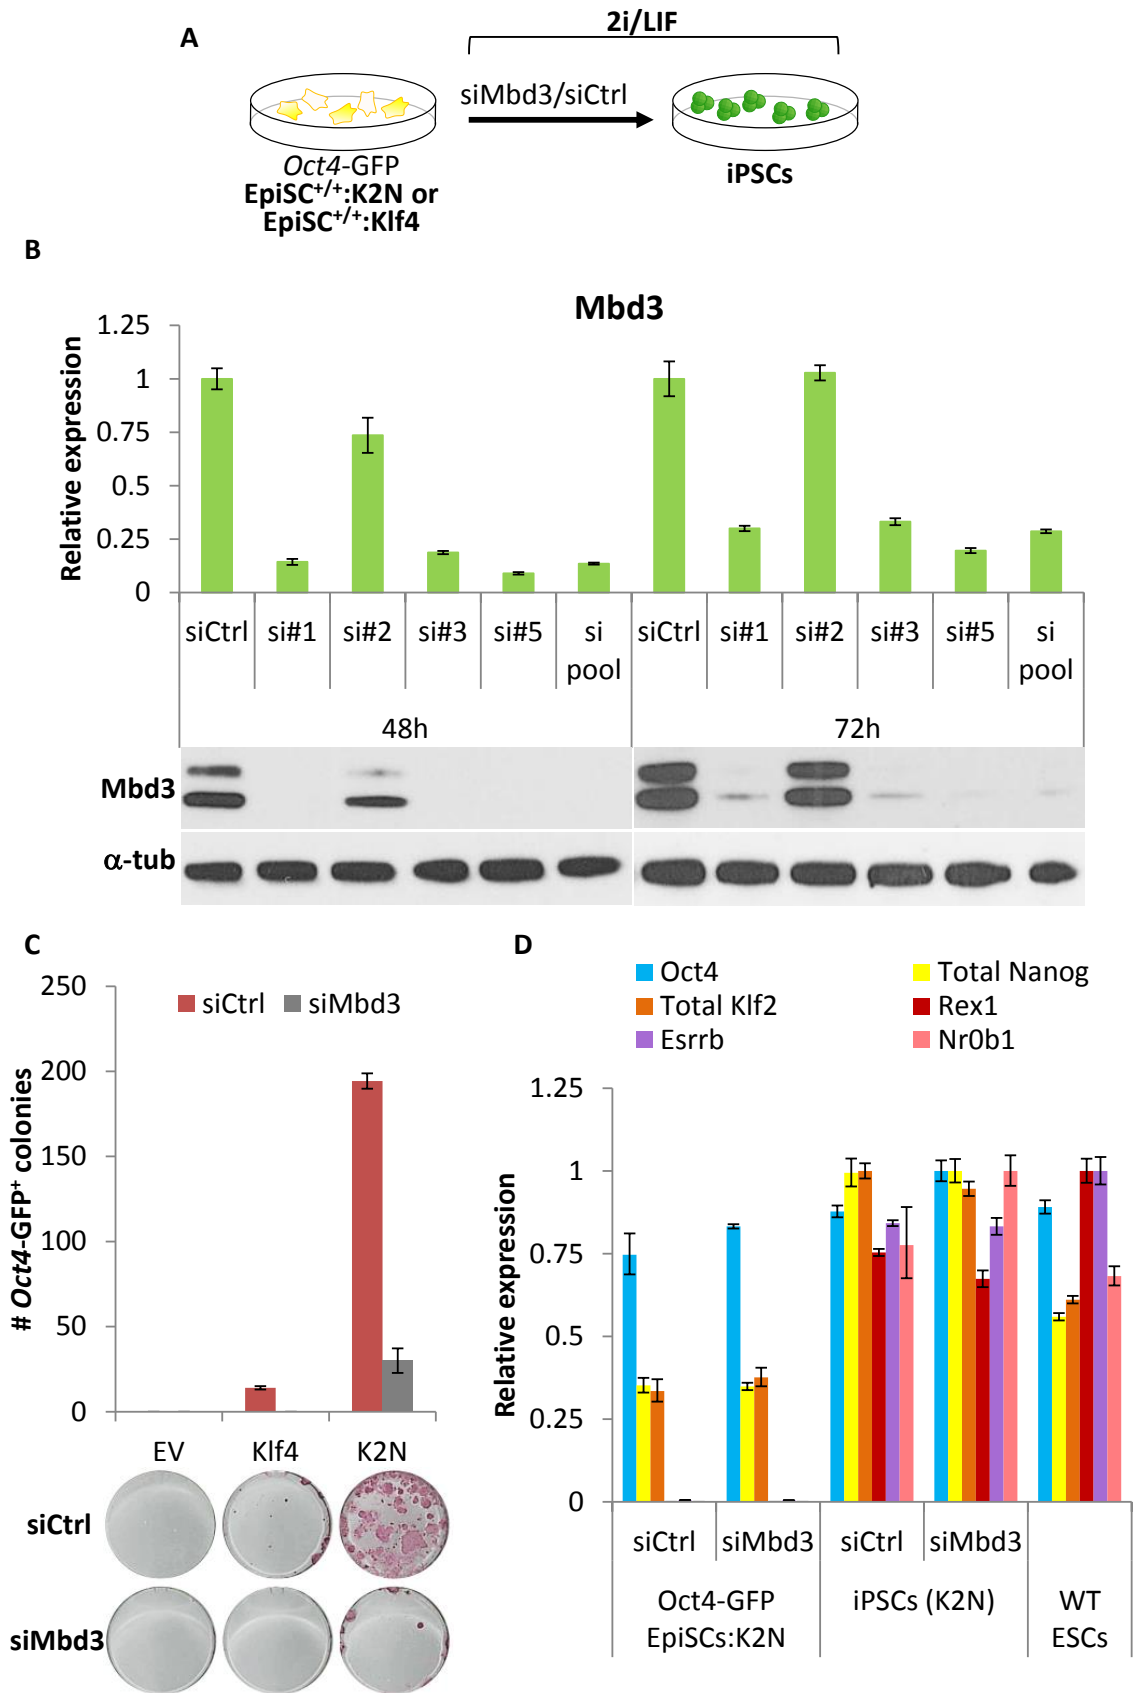 A
2i/LIF
siMbd3/siCtrl
Oct4-GFP
EpiSC+/+:K2N or
EpiSC+/+:Klf4
iPSCs
B
Mbd3
Relative expression
1.25
1
0.75
0.5
0.25
0
siCtrl si#1 si#2 si#3 si#5 si pool siCtrl si#1 si#2 si#3 si#5 si pool
48h 72h
Mbd3
α-tub
C
# Oct4-GFP+ colonies
250
200
150
100
50
0
siCtrl siMbd3
EV Klf4 K2N
siCtrl
siMbd3
D
Oct4 Total Nanog
Total Klf2 Rex1
Esrrb Nr0b1
Relative expression
1.25
1
0.75
0.5
0.25
0
siCtrl siMbd3 siCtrl siMbd3
Oct4-GFP
EpiSCs:K2N
iPSCs (K2N)
WT
ESCs